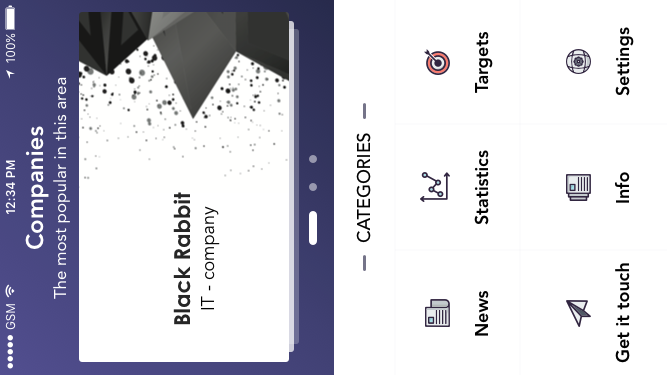 GSM 12:34 PM 100%
Companies
The most popular in this area
Black Rabbit
IT - company
CATEGORIES
News Statistics Targets
Get it touch Info Settings